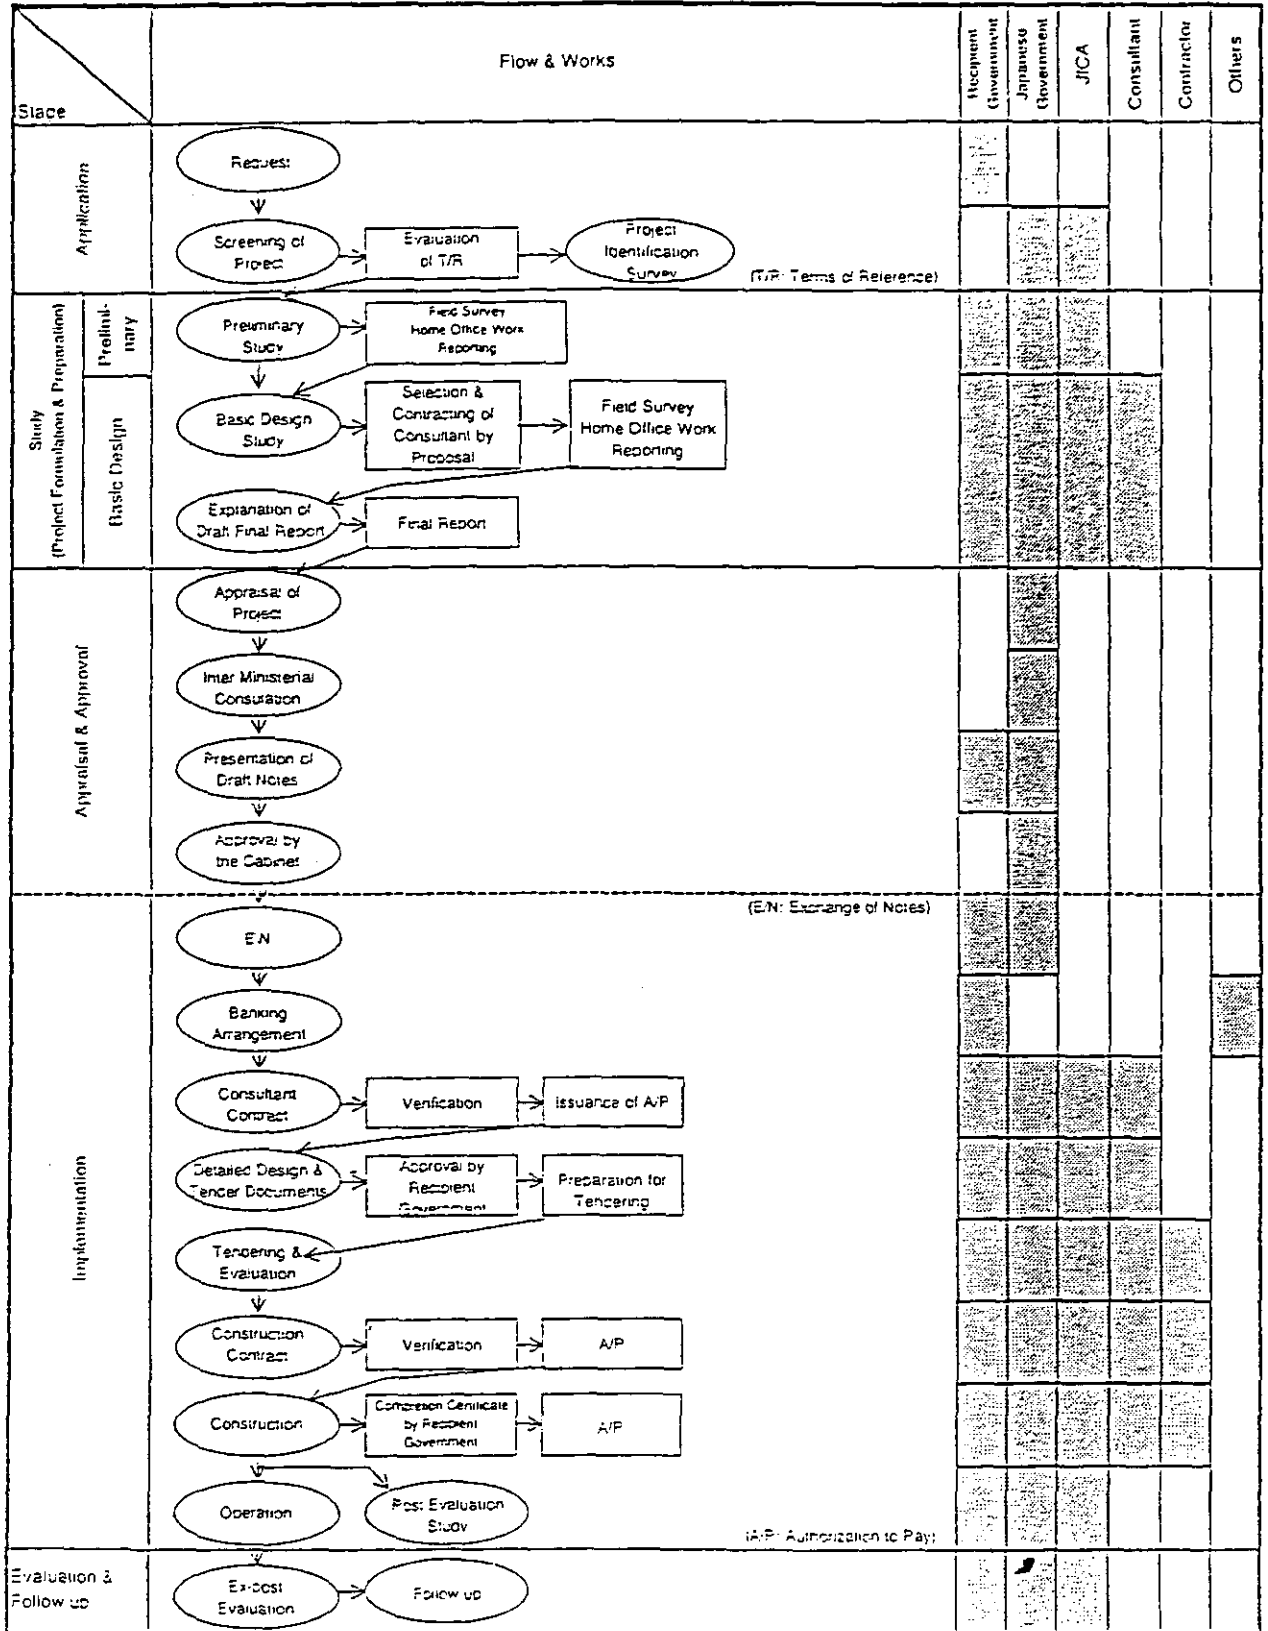 Stage
Flow & Works
Recipient
Government
Japanese
Government
JICA
Consultant
Contractor
Others
Application
Request
Screening of
Project
Evaluation
of T/R
Project
Identification
Survey
(T/R: Terms of Reference)
Study
(Project Formulation & Preparation)
Prelimi-
nary
Preliminary
Study
Field Survey
Home Office Work
Reporting
Basic Design
Basic Design
Study
Selection &
Contracting of
Consultant by
Proposal
Field Survey
Home Office Work
Reporting
Explanation of
Draft Final Report
Final Report
Appraisal & Approval
Appraisal of
Project
Inter Ministerial
Consultation
Presentation of
Draft Notes
Approval by
the Cabinet
Implementation
(E/N: Exchange of Notes)
E/N
Banking
Arrangement
Consultant
Contract
Verification
Issuance of A/P
Detailed Design &
Tender Documents
Approval by
Recipient
Government
Preparation for
Tendering
Tendering &
Evaluation
Construction
Contract
Verification
A/P
Construction
Completion Certificate
by Recipient
Government
A/P
Operation
Post Evaluation
Study
(A/P: Authorization to Pay)
Evaluation &
Follow up
Ex-post
Evaluation
Follow up